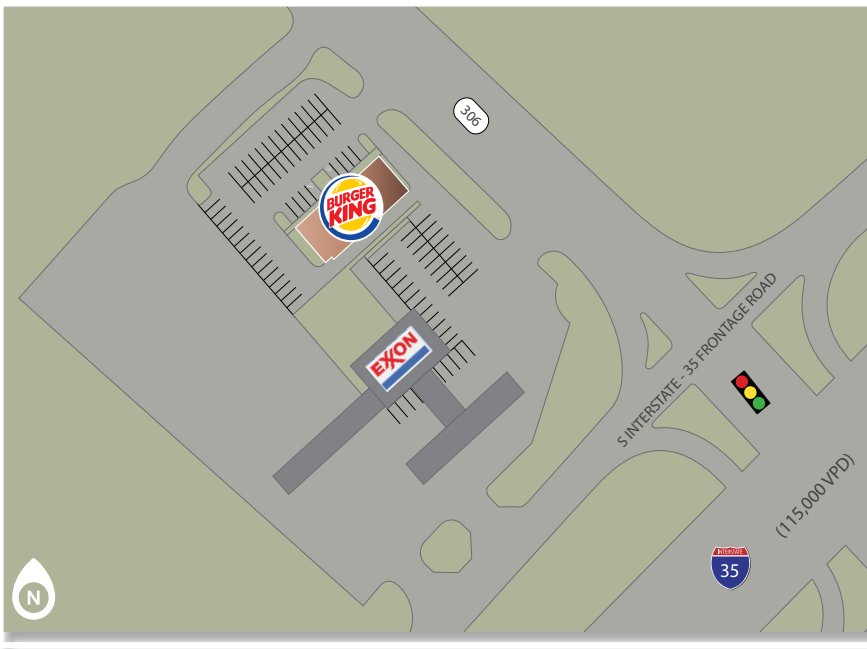 306
BURGER
KING
EXXON
S INTERSTATE - 35 FRONTAGE ROAD
(115,000 VPD)
INTERSTATE
35
N